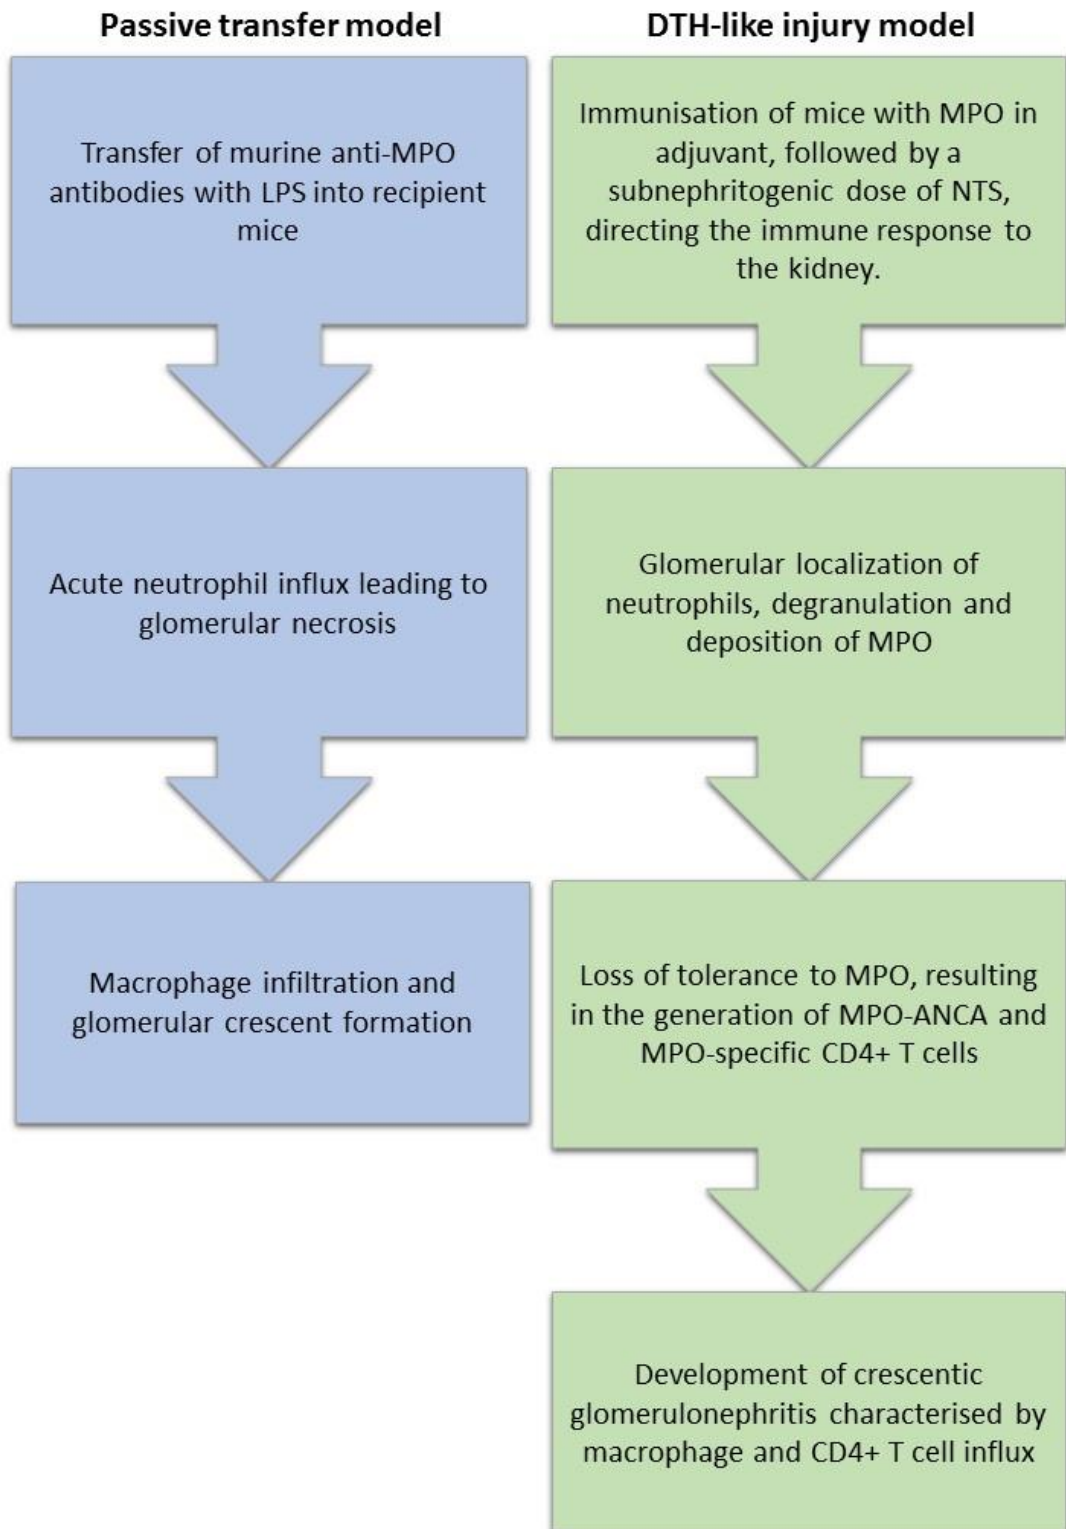 Passive transfer model
Transfer of murine anti-MPO
antibodies with LPS into recipient
mice
Acute neutrophil influx leading to
glomerular necrosis
Macrophage infiltration and
glomerular crescent formation
DTH-like injury model
Immunisation of mice with MPO in
adjuvant, followed by a
subnephritogenic dose of NTS,
directing the immune response to
the kidney.
Glomerular localization of
neutrophils, degranulation and
deposition of MPO
Loss of tolerance to MPO, resulting
in the generation of MPO-ANCA and
MPO-specific CD4+ T cells
Development of crescentic
glomerulonephritis characterised by
macrophage and CD4+ T cell influx